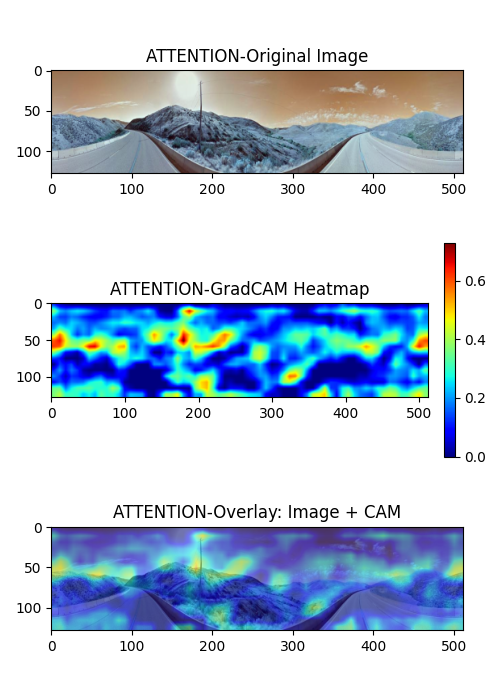 ATTENTION-Original Image
0
50
100
0 100 200 300 400 500
ATTENTION-GradCAM Heatmap
0
50
100
0 100 200 300 400 500
0.6
0.4
0.2
0.0
ATTENTION-Overlay: Image + CAM
0
50
100
0 100 200 300 400 500